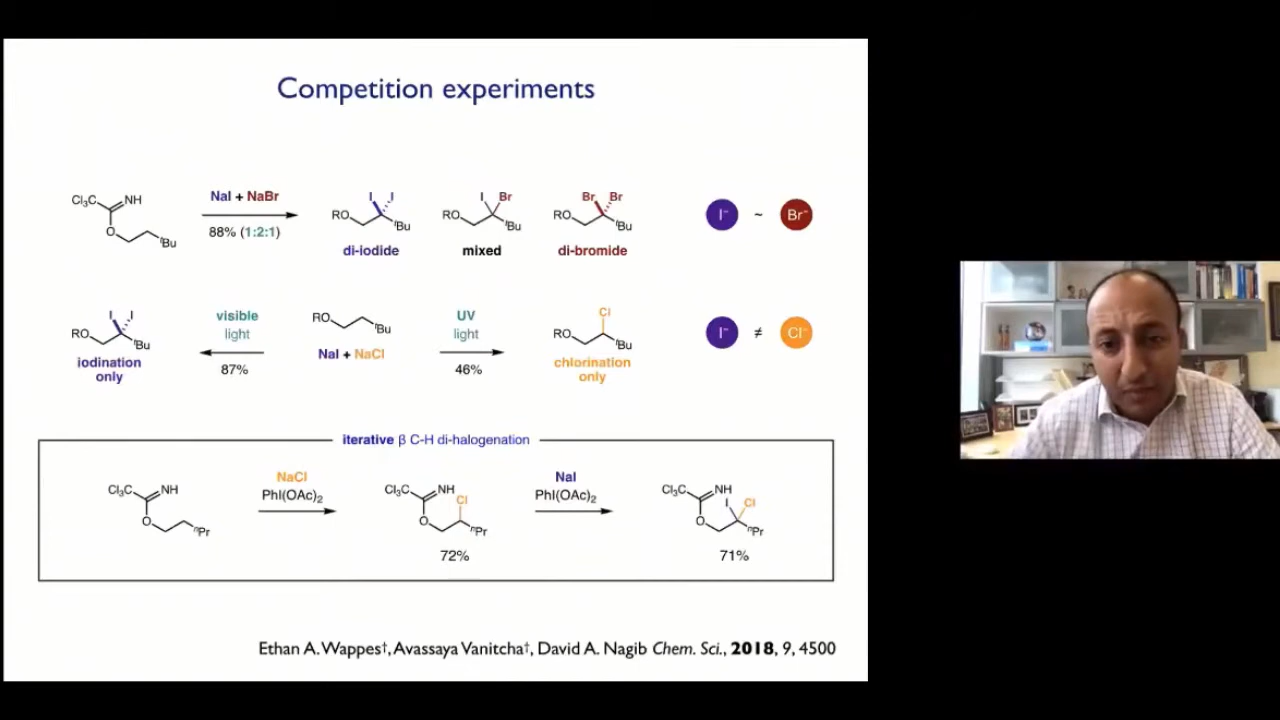 Competition experiments
Cl₃C NH
O
ᵗBu
NaI + NaBr
88% (1:2:1)
I I
RO
ᵗBu
di-iodide
I Br
RO
ᵗBu
mixed
Br Br
RO
ᵗBu
di-bromide
I⁻ ~ Br⁻
I I
RO
ᵗBu
iodination
only
visible
light
87%
RO
ᵗBu
NaI + NaCl
UV
light
46%
Cl
RO
ᵗBu
chlorination
only
I⁻ ≠ Cl⁻
iterative β C-H di-halogenation
Cl₃C NH
O
ⁿPr
NaCl
PhI(OAc)₂
Cl₃C NH
Cl
O
ⁿPr
72%
NaI
PhI(OAc)₂
Cl₃C NH
I Cl
O
ⁿPr
71%
Ethan A. Wappes†, Avassaya Vanitcha†, David A. Nagib Chem. Sci., 2018, 9, 4500